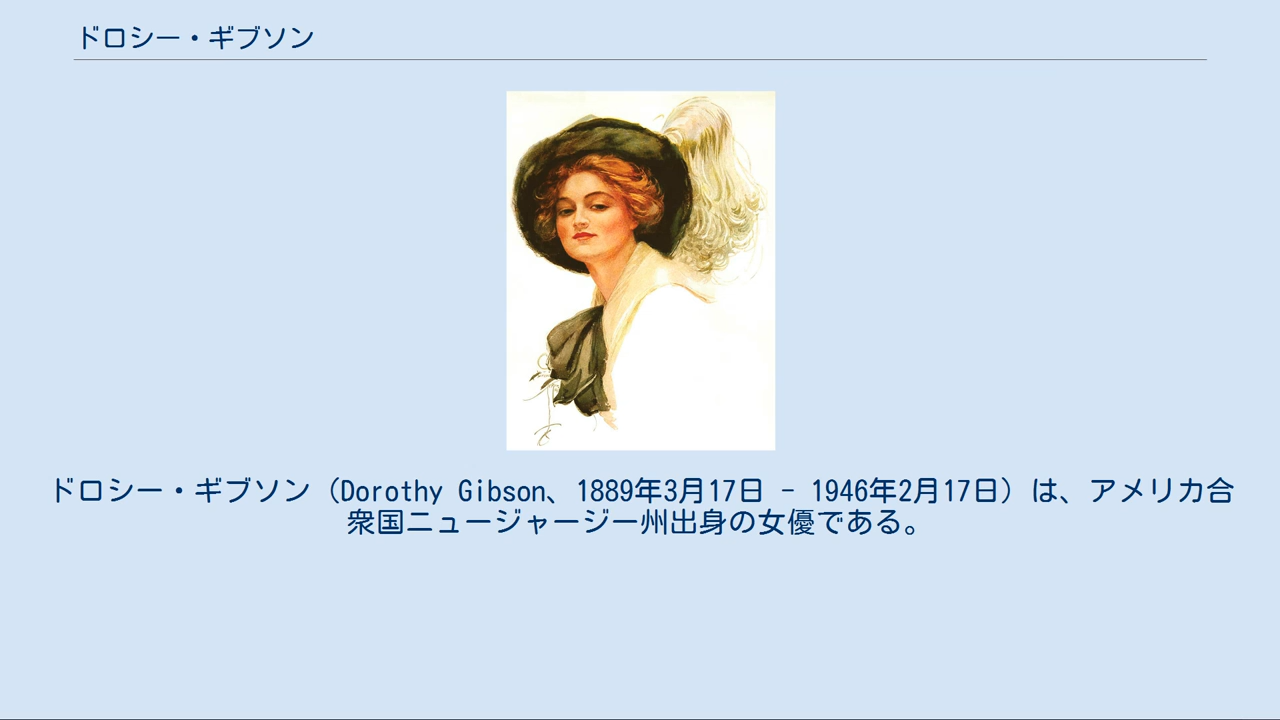 ドロシー・ギブソン
ドロシー・ギブソン（Dorothy Gibson、1889年3月17日 - 1946年2月17日）は、アメリカ合
衆国ニュージャージー州出身の女優である。